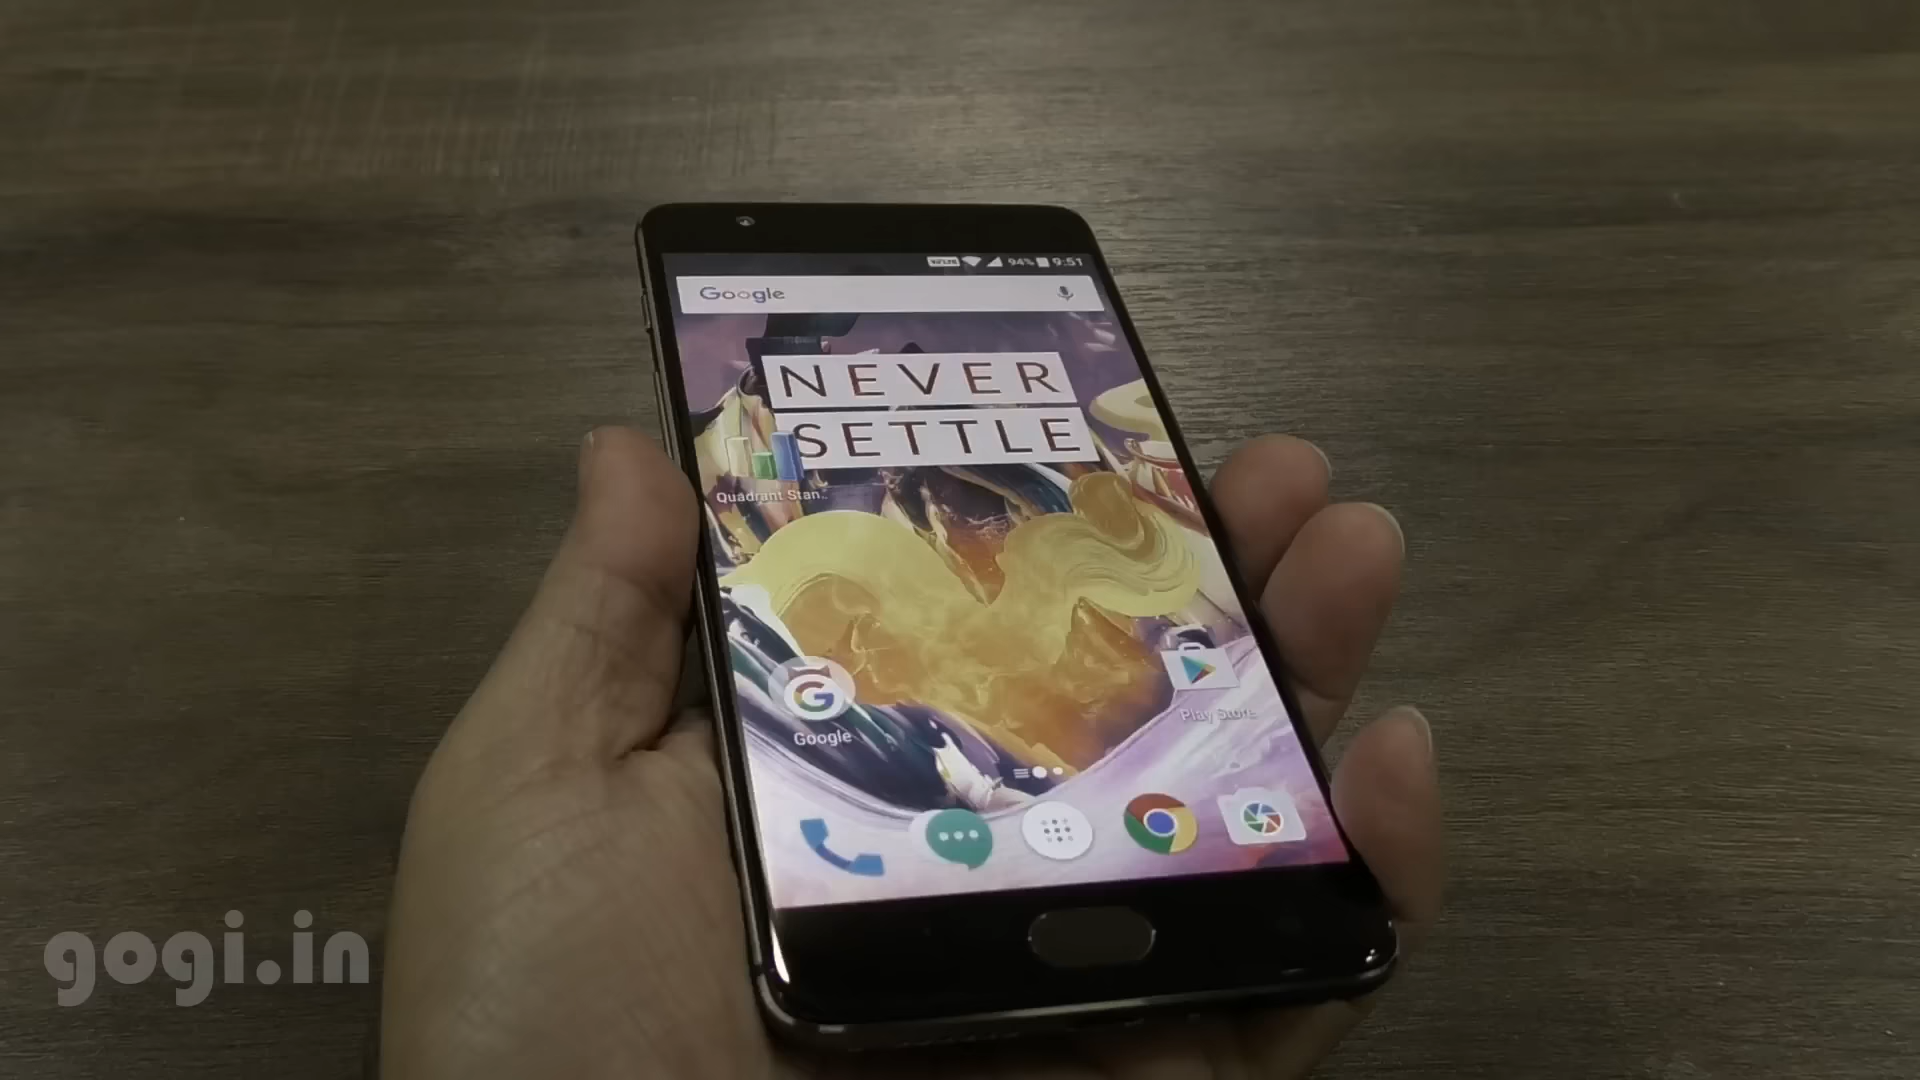 94% 9:51
Google
NEVER
SETTLE
Quadrant Stan..
Google
Play Store
gogi.in